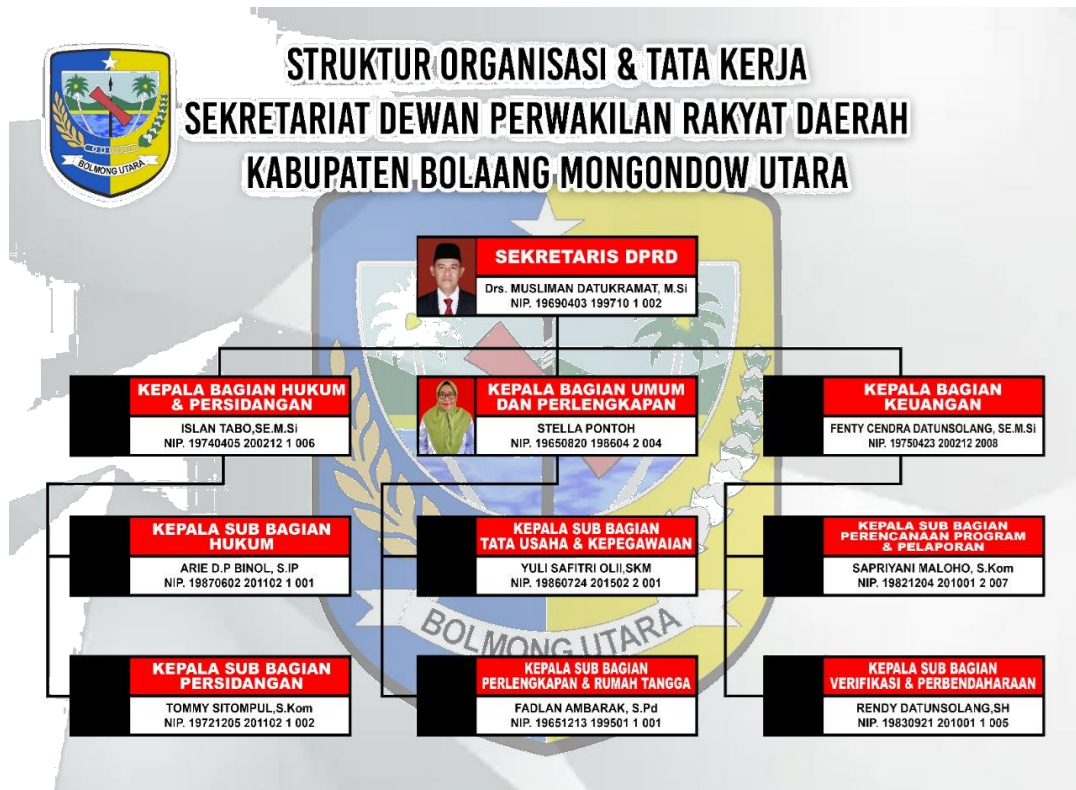 STRUKTUR ORGANISASI & TATA KERJA
SEKRETARIAT DEWAN PERWAKILAN RAKYAT DAERAH
KABUPATEN BOLAANG MONGONDOW UTARA
BOLMONG UTARA
SEKRETARIS DPRD
Drs. MUSLIMAN DATUKRAMAT, M.Si
NIP. 19690403 199710 1 002
KEPALA BAGIAN HUKUM
& PERSIDANGAN
ISLAN TABO,SE.M.Si
NIP. 19740405 200212 1 006
KEPALA BAGIAN UMUM
DAN PERLENGKAPAN
STELLA PONTOH
NIP. 19650820 198604 2 004
KEPALA BAGIAN
KEUANGAN
FENTY CENDRA DATUNSOLANG, SE.M.Si
NIP. 19750423 200212 2008
KEPALA SUB BAGIAN
HUKUM
ARIE D.P BINOL, S.IP
NIP. 19870602 201102 1 001
KEPALA SUB BAGIAN
TATA USAHA & KEPEGAWAIAN
YULI SAFITRI OLII,SKM
NIP. 19860724 201502 2 001
KEPALA SUB BAGIAN
PERENCANAAN PROGRAM
& PELAPORAN
SAPRIYANI MALOHO, S.Kom
NIP. 19821204 201001 2 007
BOLMONG UTARA
KEPALA SUB BAGIAN
PERSIDANGAN
TOMMY SITOMPUL,S.Kom
NIP. 19721205 201102 1 002
KEPALA SUB BAGIAN
PERLENGKAPAN & RUMAH TANGGA
FADLAN AMBARAK, S.Pd
NIP. 19651213 199501 1 001
KEPALA SUB BAGIAN
VERIFIKASI & PERBENDAHARAAN
RENDY DATUNSOLANG,SH
NIP. 19830921 201001 1 005